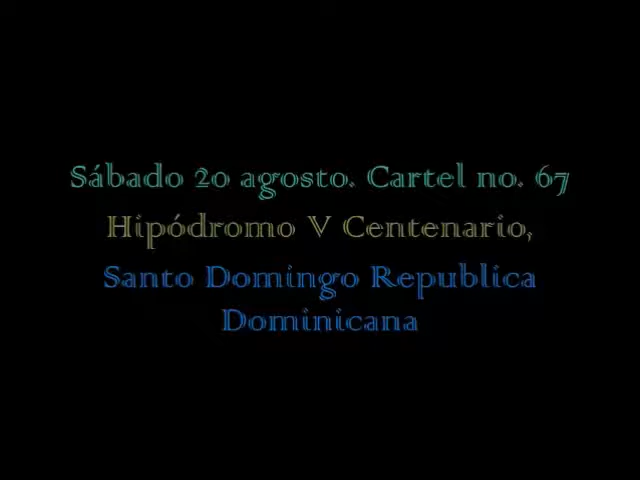 Sábado 20 agosto. Cartel no. 67
Hipódromo V Centenario,
Santo Domingo Republica
Dominicana